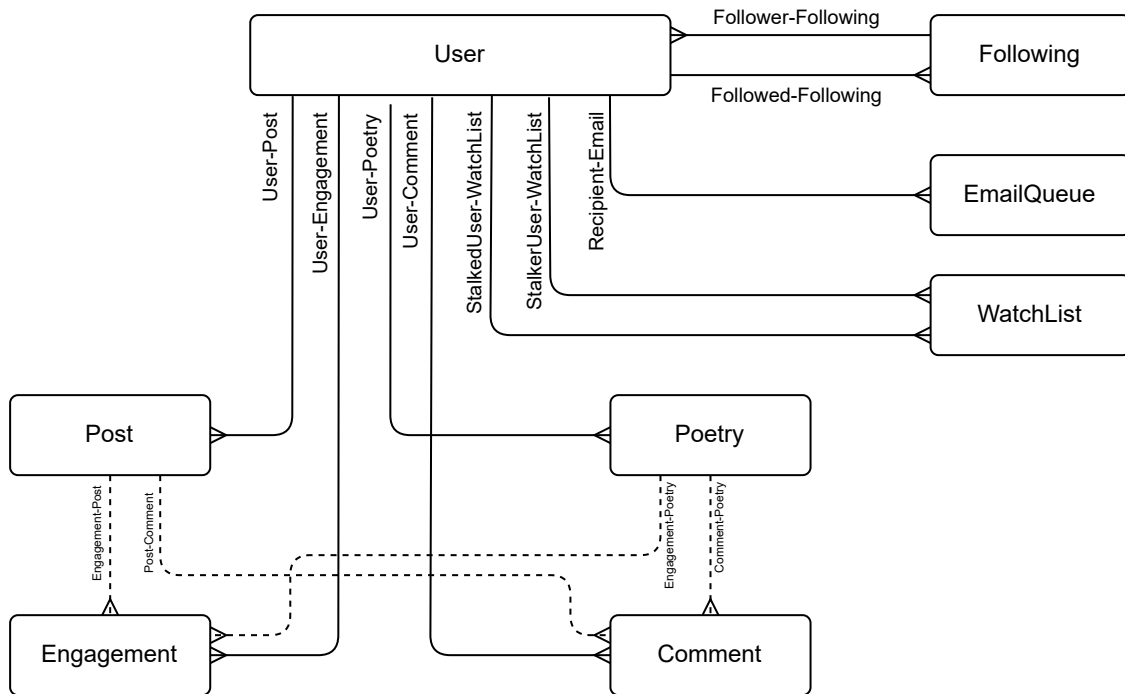 Follower-Following
User
Following
Followed-Following
User-Post
User-Engagement
User-Poetry
User-Comment
StalkedUser-WatchList
StalkerUser-WatchList
Recipient-Email
EmailQueue
WatchList
Post
Poetry
Engagement-Post
Post-Comment
Engagement-Poetry
Comment-Poetry
Engagement
Comment